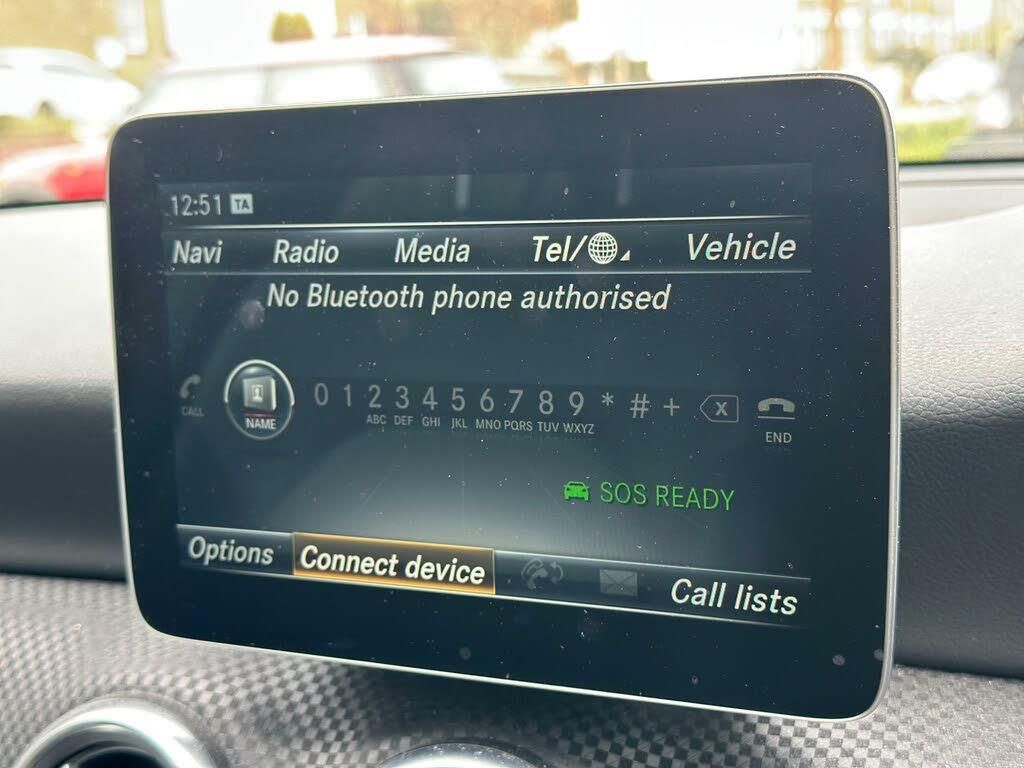 12:51 TA
Navi Radio Media Tel/ Vehicle
No Bluetooth phone authorised
CALL NAME 0 1 2 3 4 5 6 7 8 9 * # + X END
ABC DEF GHI JKL MNO PQRS TUV WXYZ
SOS READY
Options Connect device Call lists